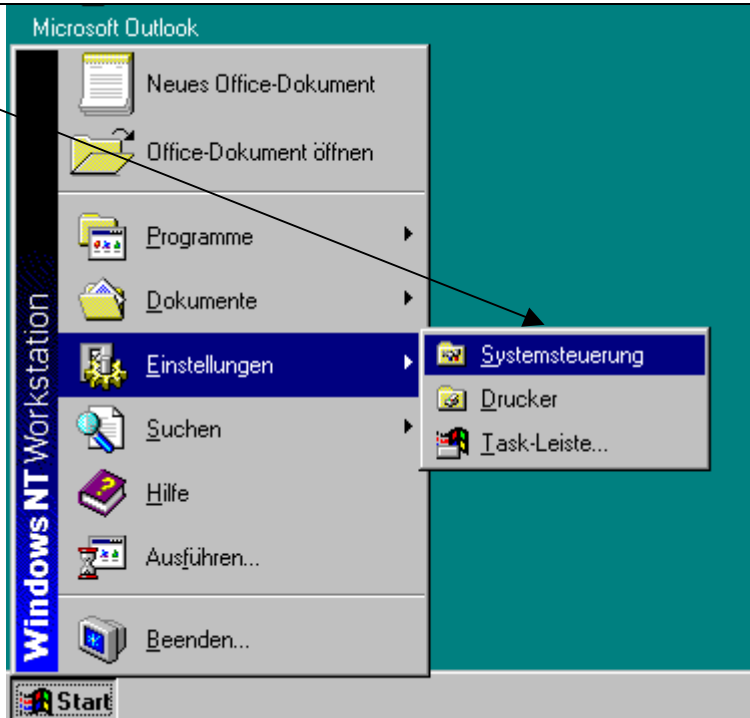 Microsoft Outlook
Neues Office-Dokument
Office-Dokument öffnen
Programme
Dokumente
Einstellungen
Systemsteuerung
Drucker
Task-Leiste...
Suchen
Hilfe
Ausführen...
Beenden...
Windows NT Workstation
Start